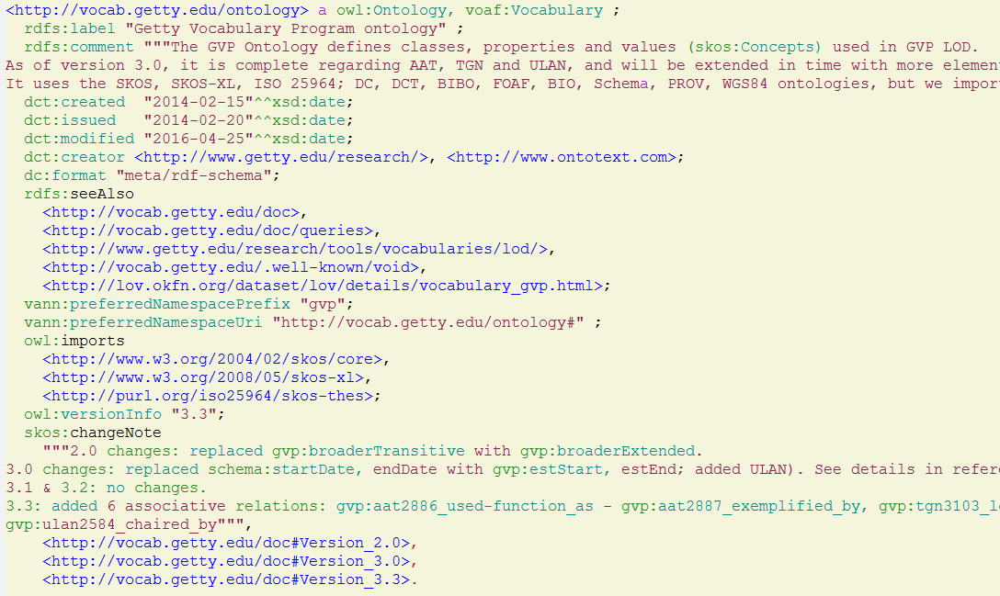 <http://vocab.getty.edu/ontology> a owl:Ontology, voaf:Vocabulary ;
  rdfs:label "Getty Vocabulary Program ontology" ;
  rdfs:comment """The GVP Ontology defines classes, properties and values (skos:Concepts) used in GVP LOD.
As of version 3.0, it is complete regarding AAT, TGN and ULAN, and will be extended in time with more elemen
It uses the SKOS, SKOS-XL, ISO 25964; DC, DCT, BIBO, FOAF, BIO, Schema, PROV, WGS84 ontologies, but we impor
  dct:created  "2014-02-15"^^xsd:date;
  dct:issued   "2014-02-20"^^xsd:date;
  dct:modified "2016-04-25"^^xsd:date;
  dct:creator <http://www.getty.edu/research/>, <http://www.ontotext.com>;
  dc:format "meta/rdf-schema";
  rdfs:seeAlso
    <http://vocab.getty.edu/doc>,
    <http://vocab.getty.edu/doc/queries>,
    <http://www.getty.edu/research/tools/vocabularies/lod/>,
    <http://vocab.getty.edu/.well-known/void>,
    <http://lov.okfn.org/dataset/lov/details/vocabulary_gvp.html>;
  vann:preferredNamespacePrefix "gvp";
  vann:preferredNamespaceUri "http://vocab.getty.edu/ontology#" ;
  owl:imports
    <http://www.w3.org/2004/02/skos/core>,
    <http://www.w3.org/2008/05/skos-xl>,
    <http://purl.org/iso25964/skos-thes>;
  owl:versionInfo "3.3";
  skos:changeNote
    """2.0 changes: replaced gvp:broaderTransitive with gvp:broaderExtended.
3.0 changes: replaced schema:startDate, endDate with gvp:estStart, estEnd; added ULAN). See details in refer
3.1 & 3.2: no changes.
3.3: added 6 associative relations: gvp:aat2886_used-function_as - gvp:aat2887_exemplified_by, gvp:tgn3103_l
gvp:ulan2584_chaired_by""",
    <http://vocab.getty.edu/doc#Version_2.0>,
    <http://vocab.getty.edu/doc#Version_3.0>,
    <http://vocab.getty.edu/doc#Version_3.3>.